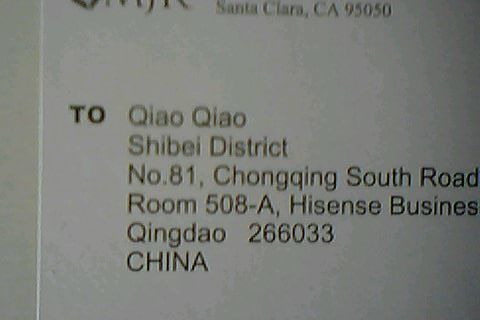 Santa Clara, CA 95050
TO Qiao Qiao
Shibei District
No.81, Chongqing South Road
Room 508-A, Hisense Busines
Qingdao 266033
CHINA